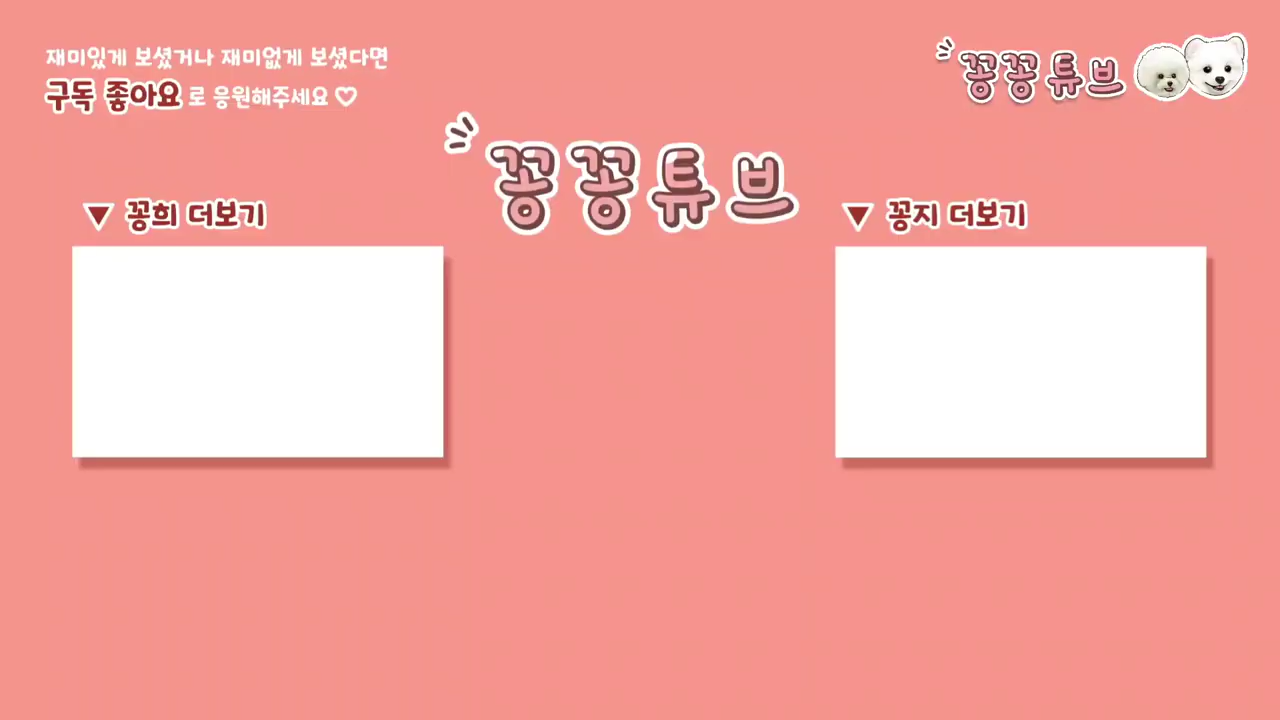 재미있게 보셨거나 재미없게 보셨다면
구독 좋아요 로 응원해주세요 ♡
꽁꽁튜브
꽁꽁튜브
▼ 꽁희 더보기
▼ 꽁지 더보기